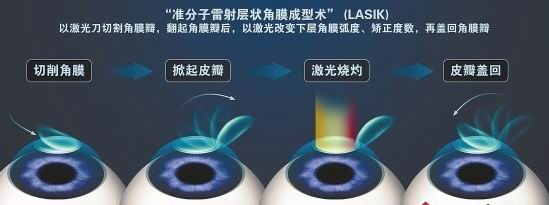 “准分子雷射层状角膜成型术” (LASIK)
以激光刀切割角膜瓣，翻起角膜瓣后，以激光改变下层角膜弧度、矫正度数，再盖回角膜瓣
切削角膜
掀起皮瓣
激光烧灼
皮瓣盖回